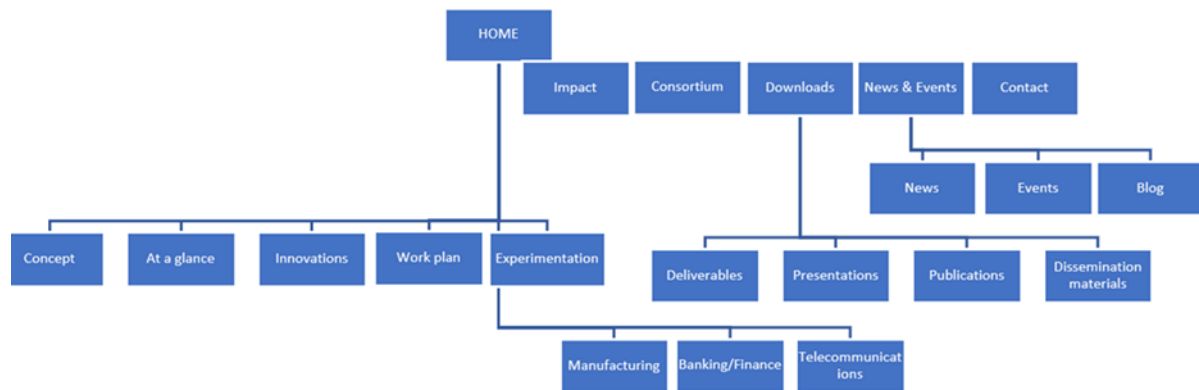 HOME
Impact
Consortium
Downloads
News & Events
Contact
News
Events
Blog
Concept
At a glance
Innovations
Work plan
Experimentation
Deliverables
Presentations
Publications
Dissemination
materials
Manufacturing
Banking/Finance
Telecommunicat
ions